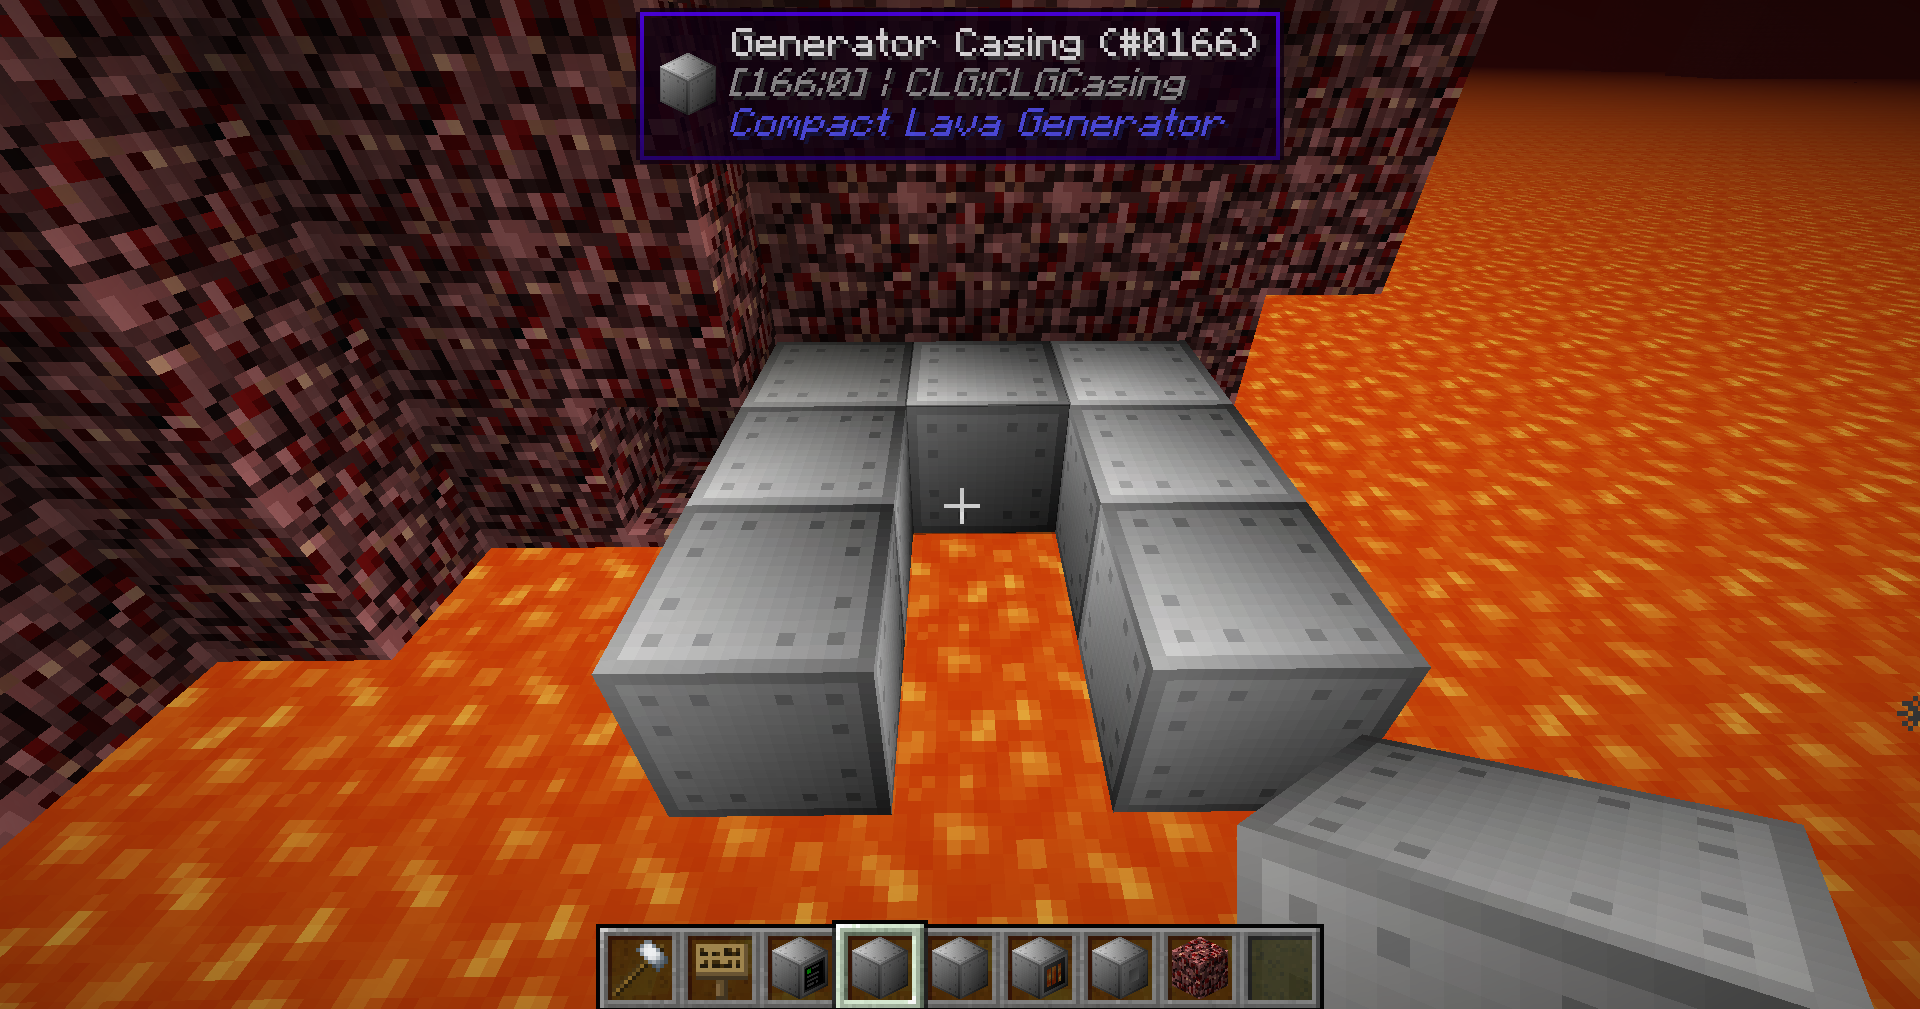 Generator Casing (#0166)
[166:0] ¦ CLG:CLGCasing
Compact Lava Generator